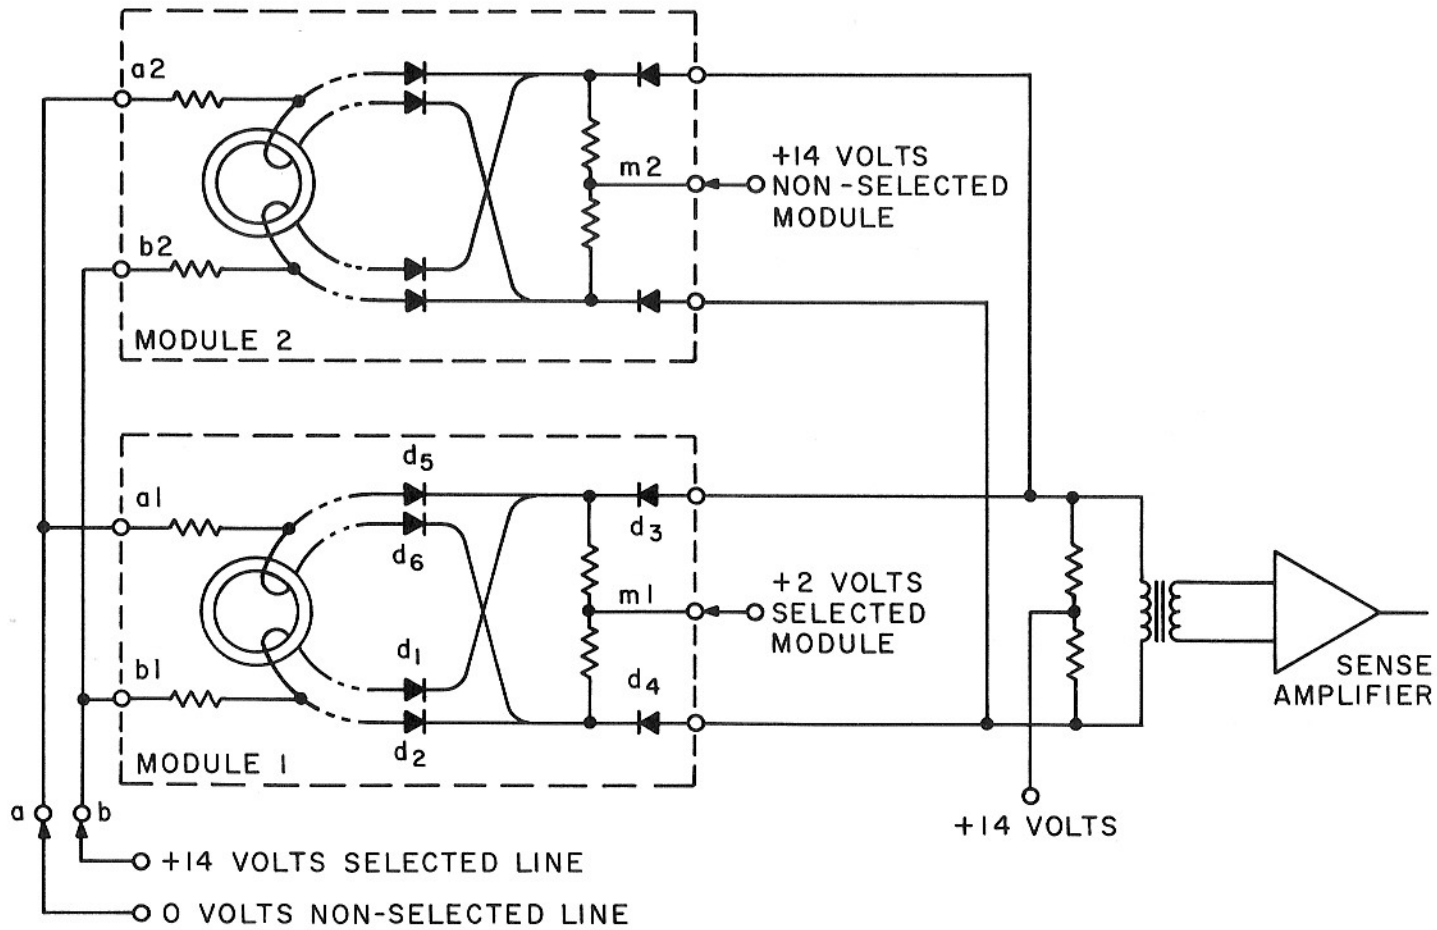 a2
b2
m2
+14 VOLTS
NON-SELECTED
MODULE
MODULE 2
d5
a1
d6
d3
m1
+2 VOLTS
SELECTED
MODULE
d1
b1
d4
d2
MODULE 1
SENSE
AMPLIFIER
a
b
+14 VOLTS
+14 VOLTS SELECTED LINE
0 VOLTS NON-SELECTED LINE